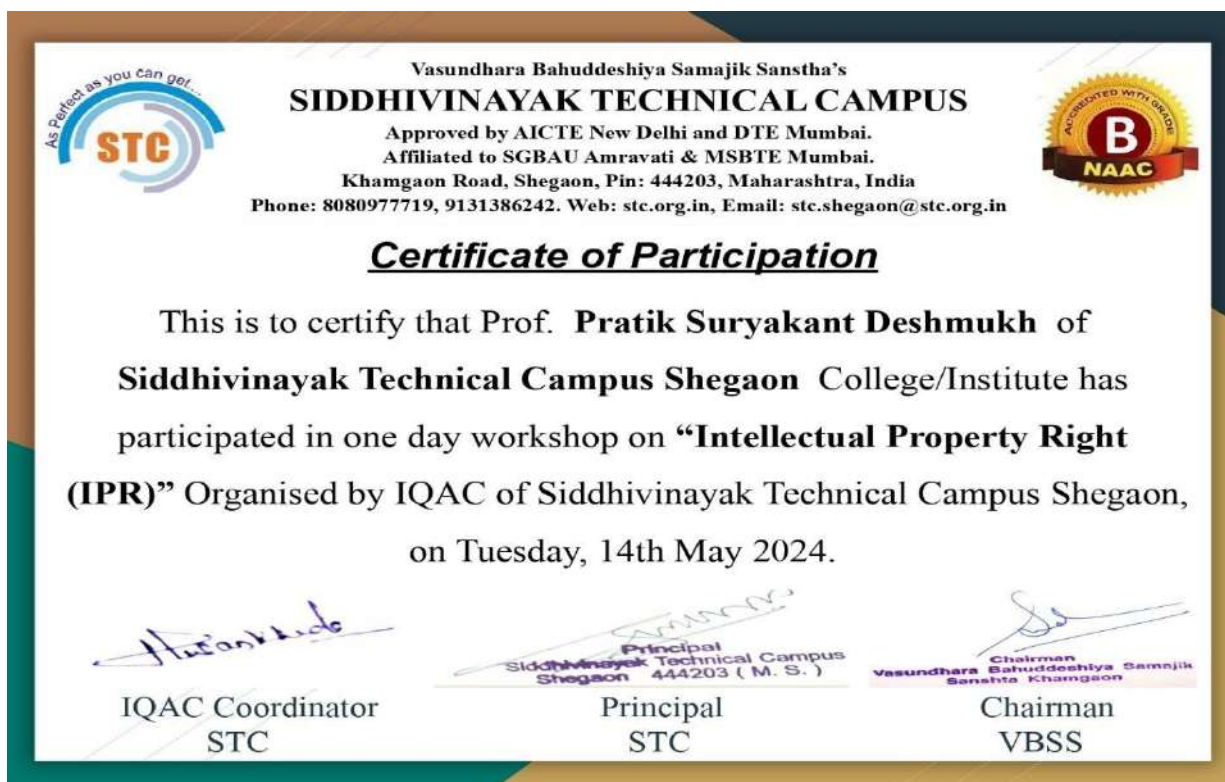 As Perfect as you can get...
STC
Vasundhara Bahuddeshiya Samajik Sanstha's
SIDDHIVINAYAK TECHNICAL CAMPUS
Approved by AICTE New Delhi and DTE Mumbai.
Affiliated to SGBAU Amravati & MSBTE Mumbai.
Khamgaon Road, Shegaon, Pin: 444203, Maharashtra, India
Phone: 8080977719, 9131386242. Web: stc.org.in, Email: stc.shegaon@stc.org.in
ACCREDITED WITH GRADE
B
NAAC
Certificate of Participation
This is to certify that Prof. Pratik Suryakant Deshmukh of
Siddhivinayak Technical Campus Shegaon College/Institute has
participated in one day workshop on “Intellectual Property Right
(IPR)” Organised by IQAC of Siddhivinayak Technical Campus Shegaon,
on Tuesday, 14th May 2024.
Principal
Siddhivinayak Technical Campus
Shegaon 444203 ( M. S. )
Chairman
Vasundhara Bahuddeshiya Samajik
Sanshta Khamgaon
IQAC Coordinator
STC
Principal
STC
Chairman
VBSS